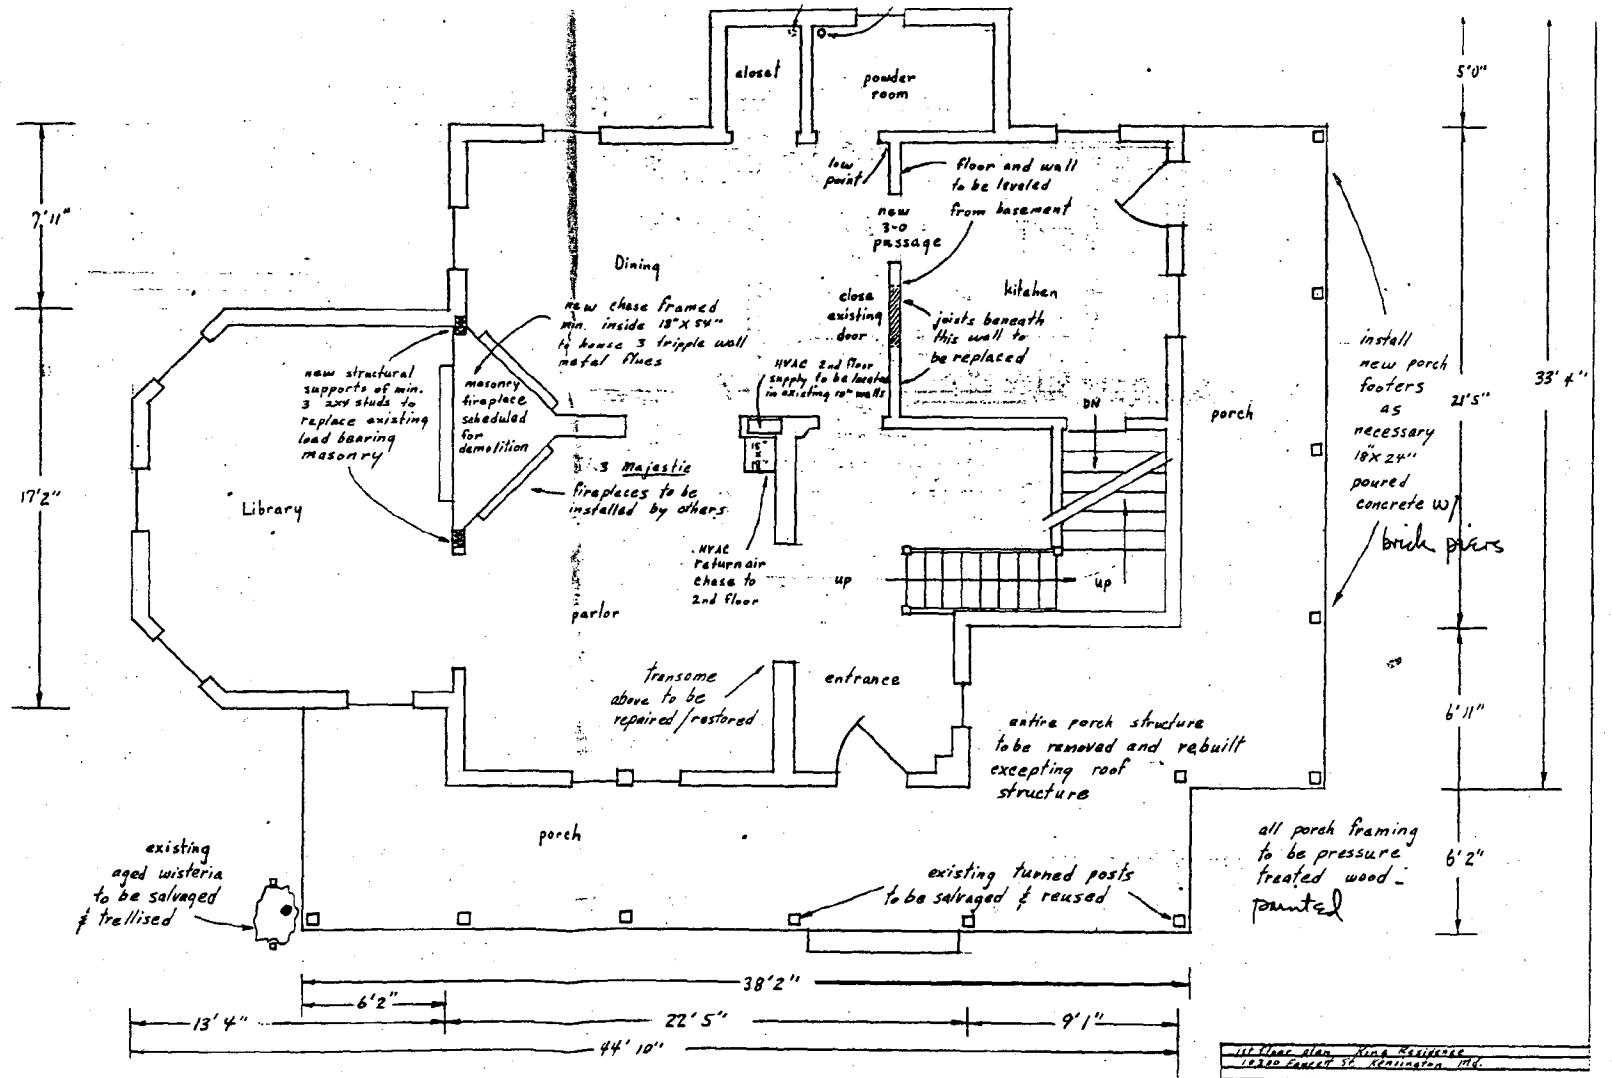 closet
powder
room
5'0"
7'11"
low
point
floor and wall
to be leveled
from basement
new
3-0
passage
Dining
new chase framed
min. inside 18" X 54"
to house 3 tripple wall
metal flues
close
existing
door
kitchen
joists beneath
this wall to
be replaced
HVAC 2nd floor
supply to be located
in existing 10" walls
new structural
supports of min.
3 2x4 studs to
replace existing
load bearing
masonry
masonry
fireplace
scheduled
for
demolition
DN
porch
install
new porch
footers
as
necessary
18" X 24"
poured
concrete w/
brick piers
21'5"
33'4"
17'2"
Library
3 Majestic
fireplaces to be
installed by others
HVAC
return air
chase to
2nd floor
up
up
parlor
transome
above to be
repaired/restored
entrance
6'11"
entire porch structure
to be removed and rebuilt
excepting roof
structure
porch
all porch framing
to be pressure
treated wood -
painted
6'2"
existing
aged wisteria
to be salvaged
& trellised
existing turned posts
to be salvaged & reused
38'2"
6'2"
13'4"
22'5"
9'1"
44'10"
1st floor plan King Residence
10300 Fawcett St. Kensington Md.